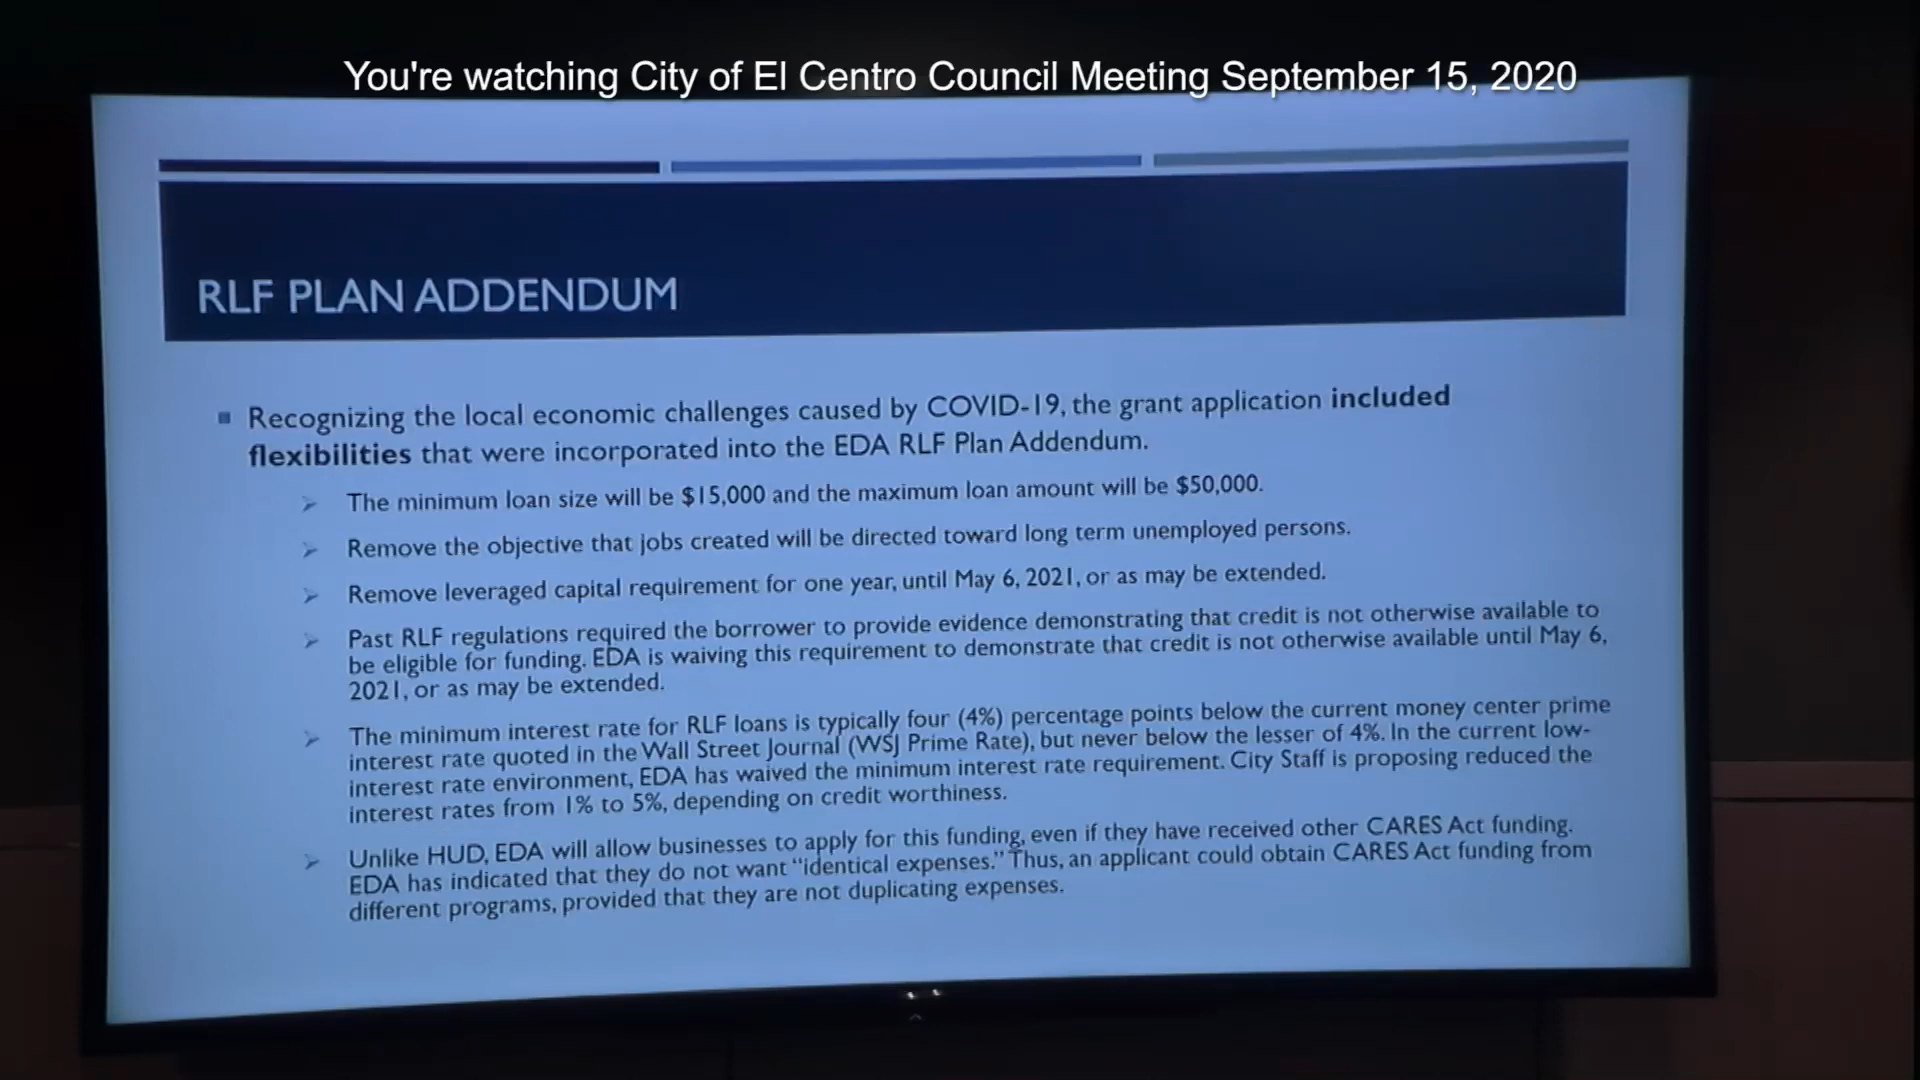 You're watching City of El Centro Council Meeting September 15, 2020
RLF PLAN ADDENDUM
▪ Recognizing the local economic challenges caused by COVID-19, the grant application included
flexibilities that were incorporated into the EDA RLF Plan Addendum.
➢ The minimum loan size will be $15,000 and the maximum loan amount will be $50,000.
➢ Remove the objective that jobs created will be directed toward long term unemployed persons.
➢ Remove leveraged capital requirement for one year, until May 6, 2021, or as may be extended.
➢ Past RLF regulations required the borrower to provide evidence demonstrating that credit is not otherwise available to
be eligible for funding. EDA is waiving this requirement to demonstrate that credit is not otherwise available until May 6,
2021, or as may be extended.
➢ The minimum interest rate for RLF loans is typically four (4%) percentage points below the current money center prime
interest rate quoted in the Wall Street Journal (WSJ Prime Rate), but never below the lesser of 4%. In the current low-
interest rate environment, EDA has waived the minimum interest rate requirement. City Staff is proposing reduced the
interest rates from 1% to 5%, depending on credit worthiness.
➢ Unlike HUD, EDA will allow businesses to apply for this funding, even if they have received other CARES Act funding.
EDA has indicated that they do not want "identical expenses." Thus, an applicant could obtain CARES Act funding from
different programs, provided that they are not duplicating expenses.